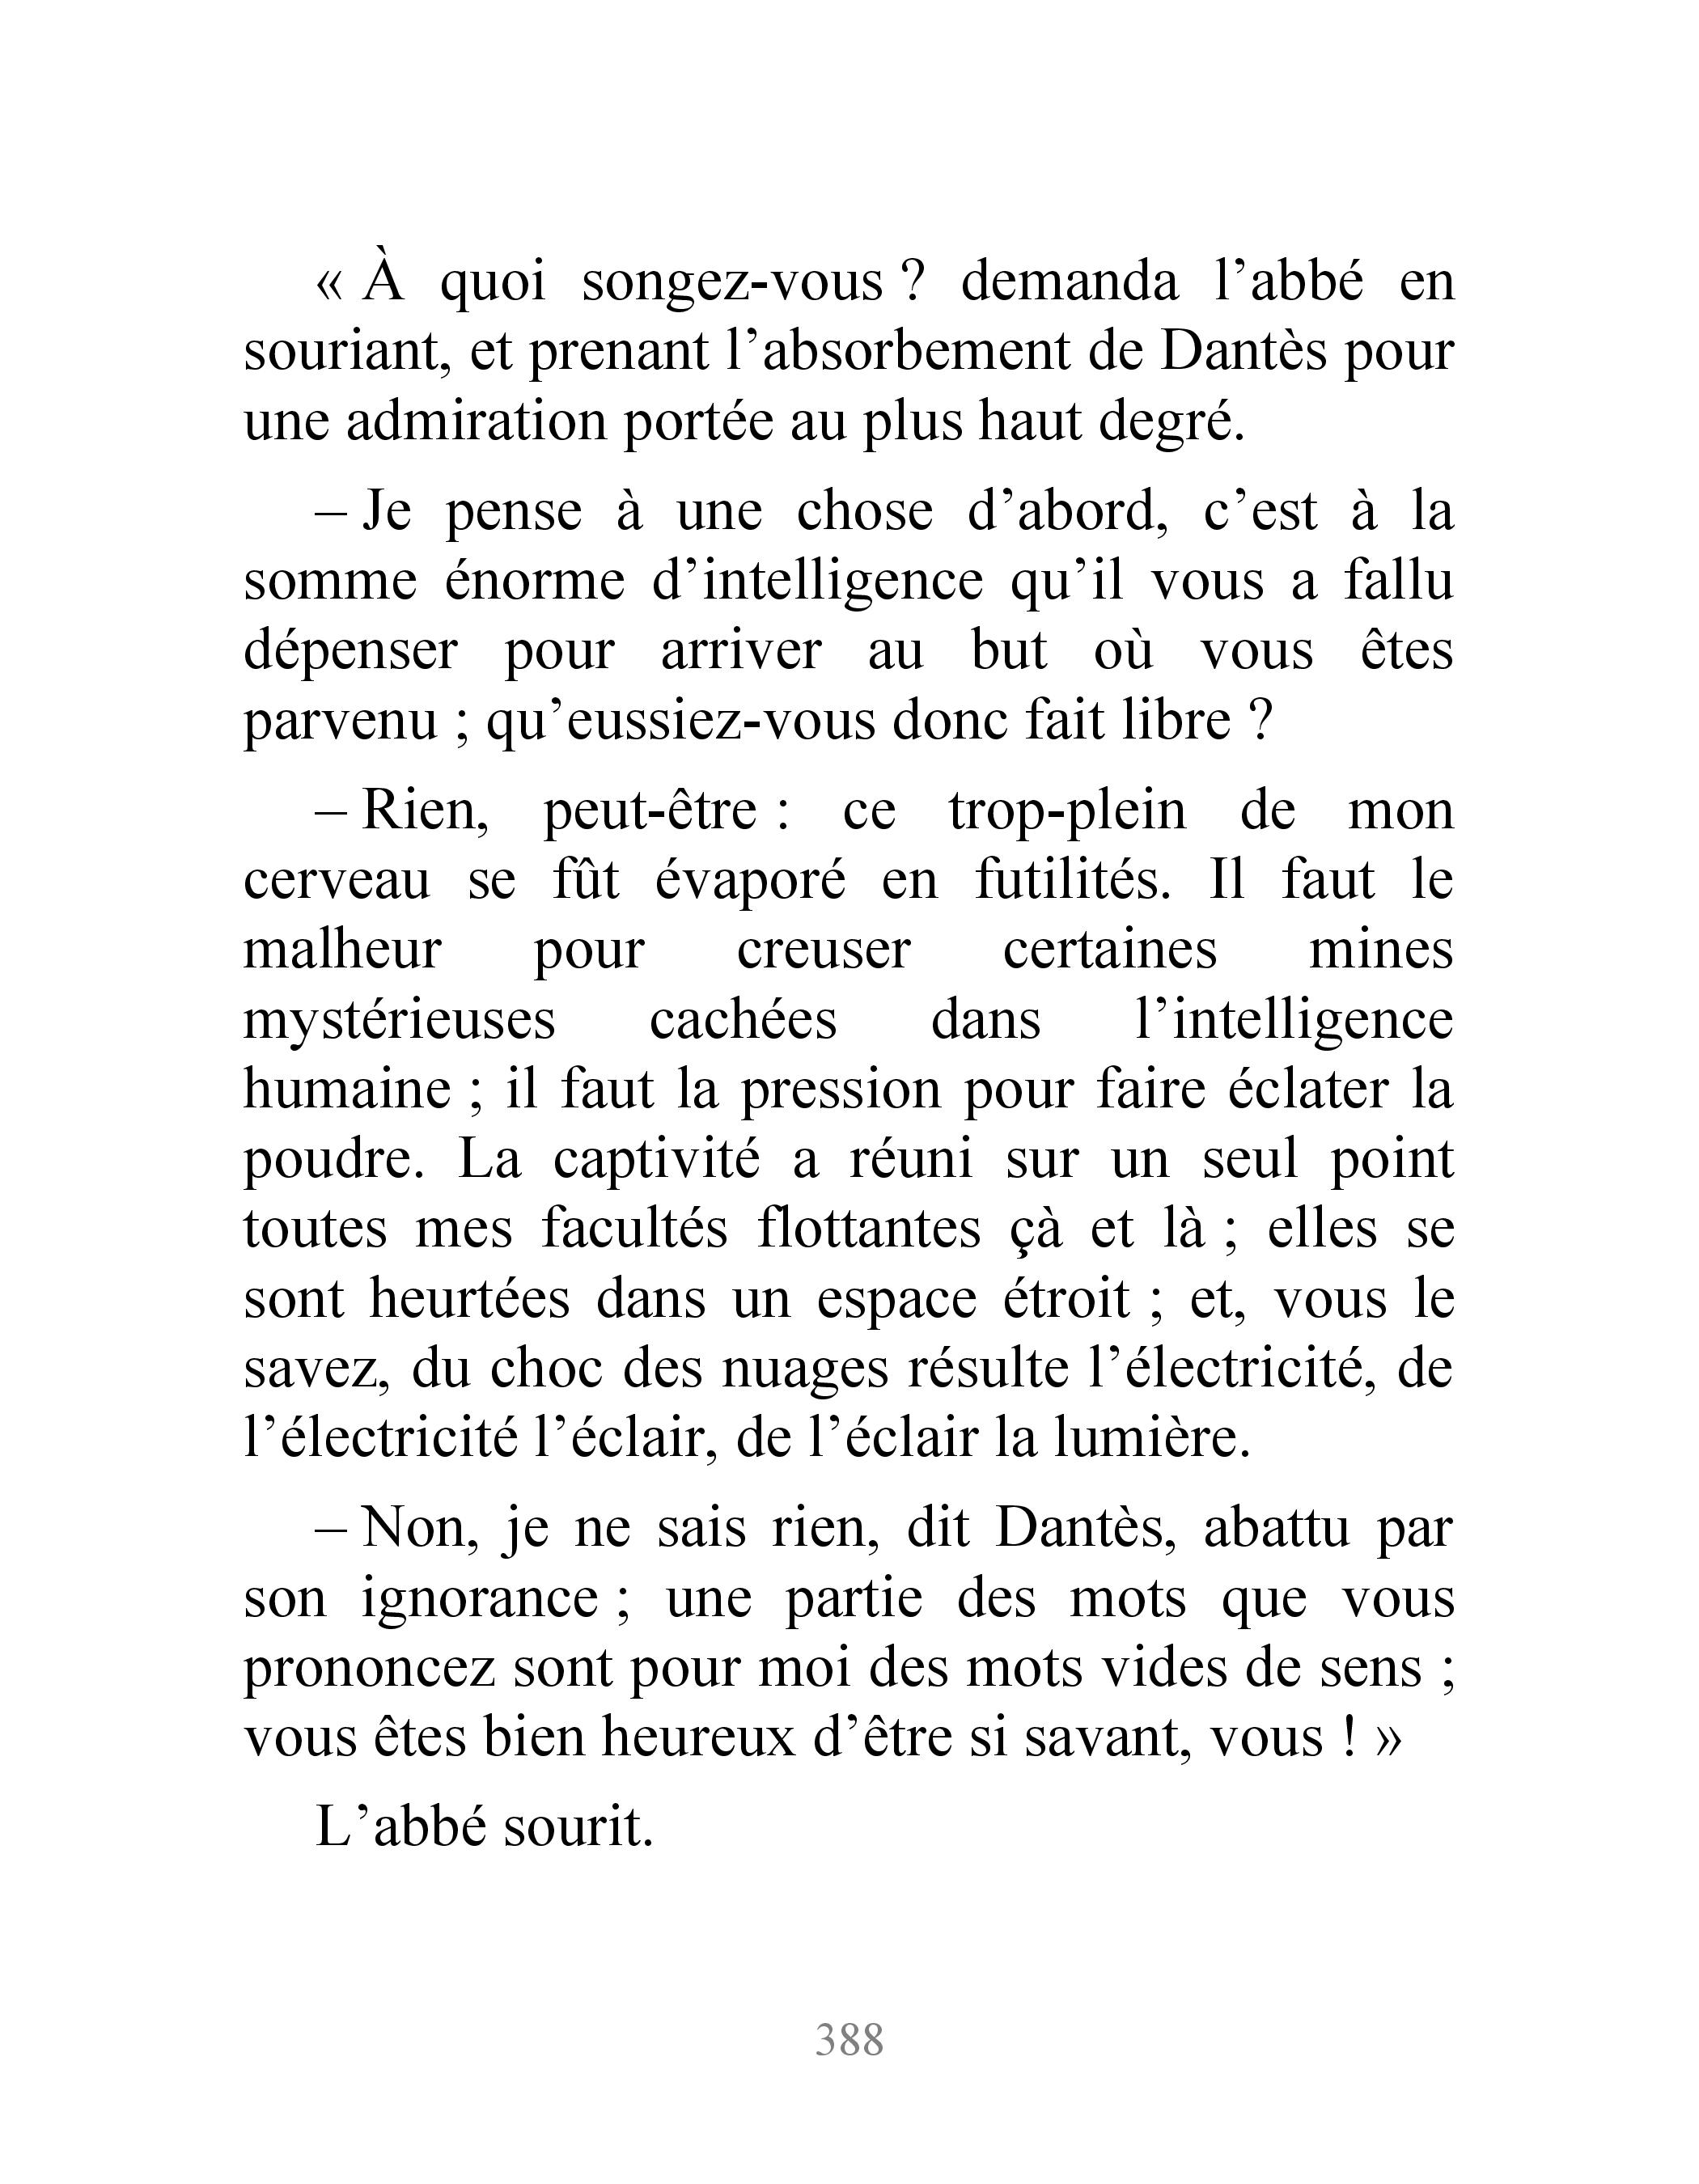 « À quoi songez-vous ? demanda l’abbé en
souriant, et prenant l’absorbement de Dantès pour
une admiration portée au plus haut degré.
– Je pense à une chose d’abord, c’est à la
somme énorme d’intelligence qu’il vous a fallu
dépenser pour arriver au but où vous êtes
parvenu ; qu’eussiez-vous donc fait libre ?
– Rien, peut-être : ce trop-plein de mon
cerveau se fût évaporé en futilités. Il faut le
malheur pour creuser certaines mines
mystérieuses cachées dans l’intelligence
humaine ; il faut la pression pour faire éclater la
poudre. La captivité a réuni sur un seul point
toutes mes facultés flottantes çà et là ; elles se
sont heurtées dans un espace étroit ; et, vous le
savez, du choc des nuages résulte l’électricité, de
l’électricité l’éclair, de l’éclair la lumière.
– Non, je ne sais rien, dit Dantès, abattu par
son ignorance ; une partie des mots que vous
prononcez sont pour moi des mots vides de sens ;
vous êtes bien heureux d’être si savant, vous ! »
L’abbé sourit.
388